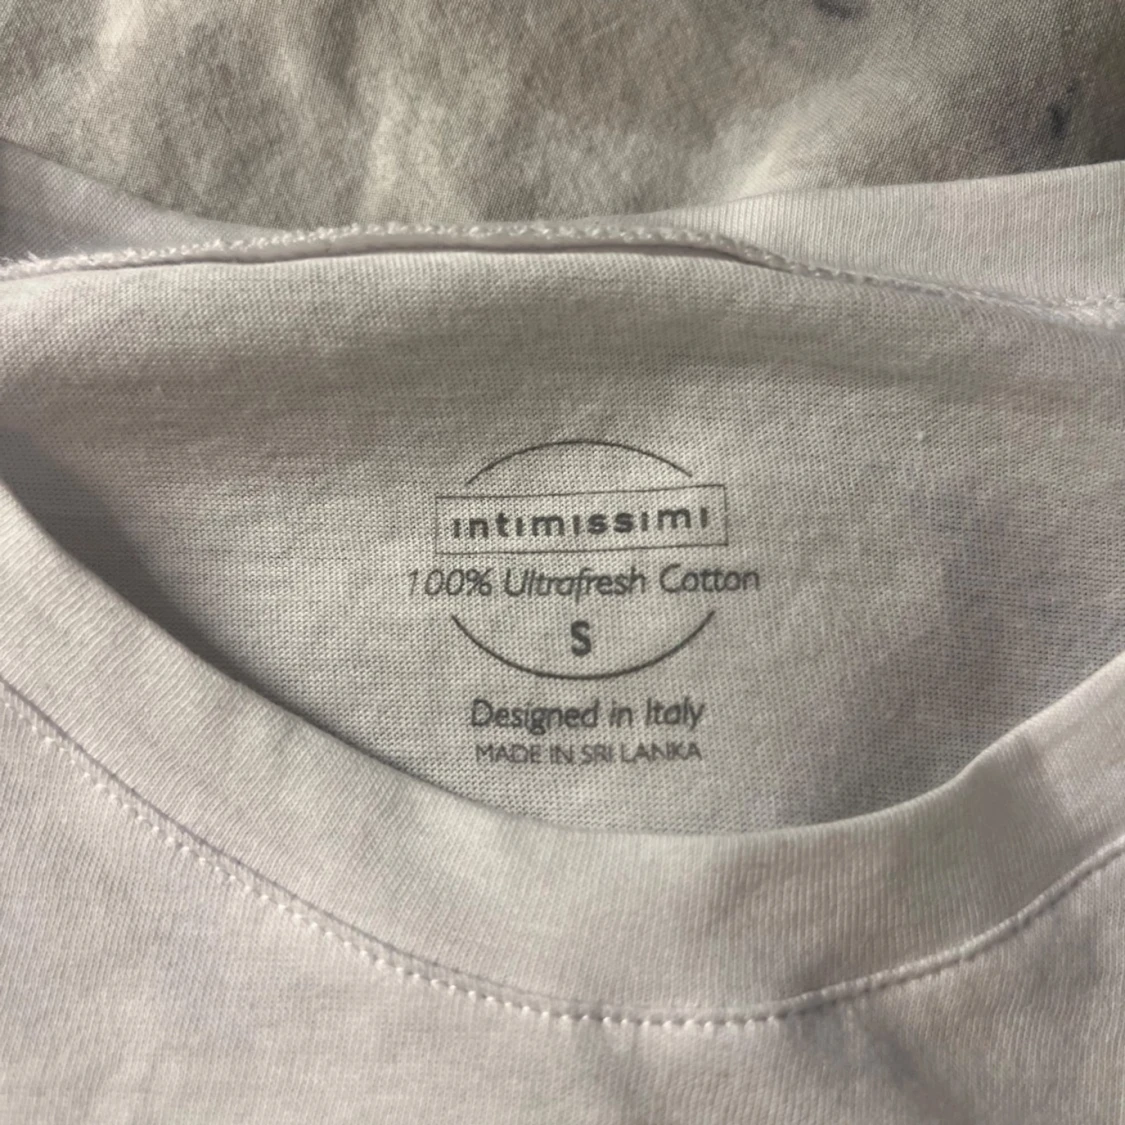 intimissimi
100% Ultrafresh Cotton
S
Designed in Italy
MADE IN SRI LANKA